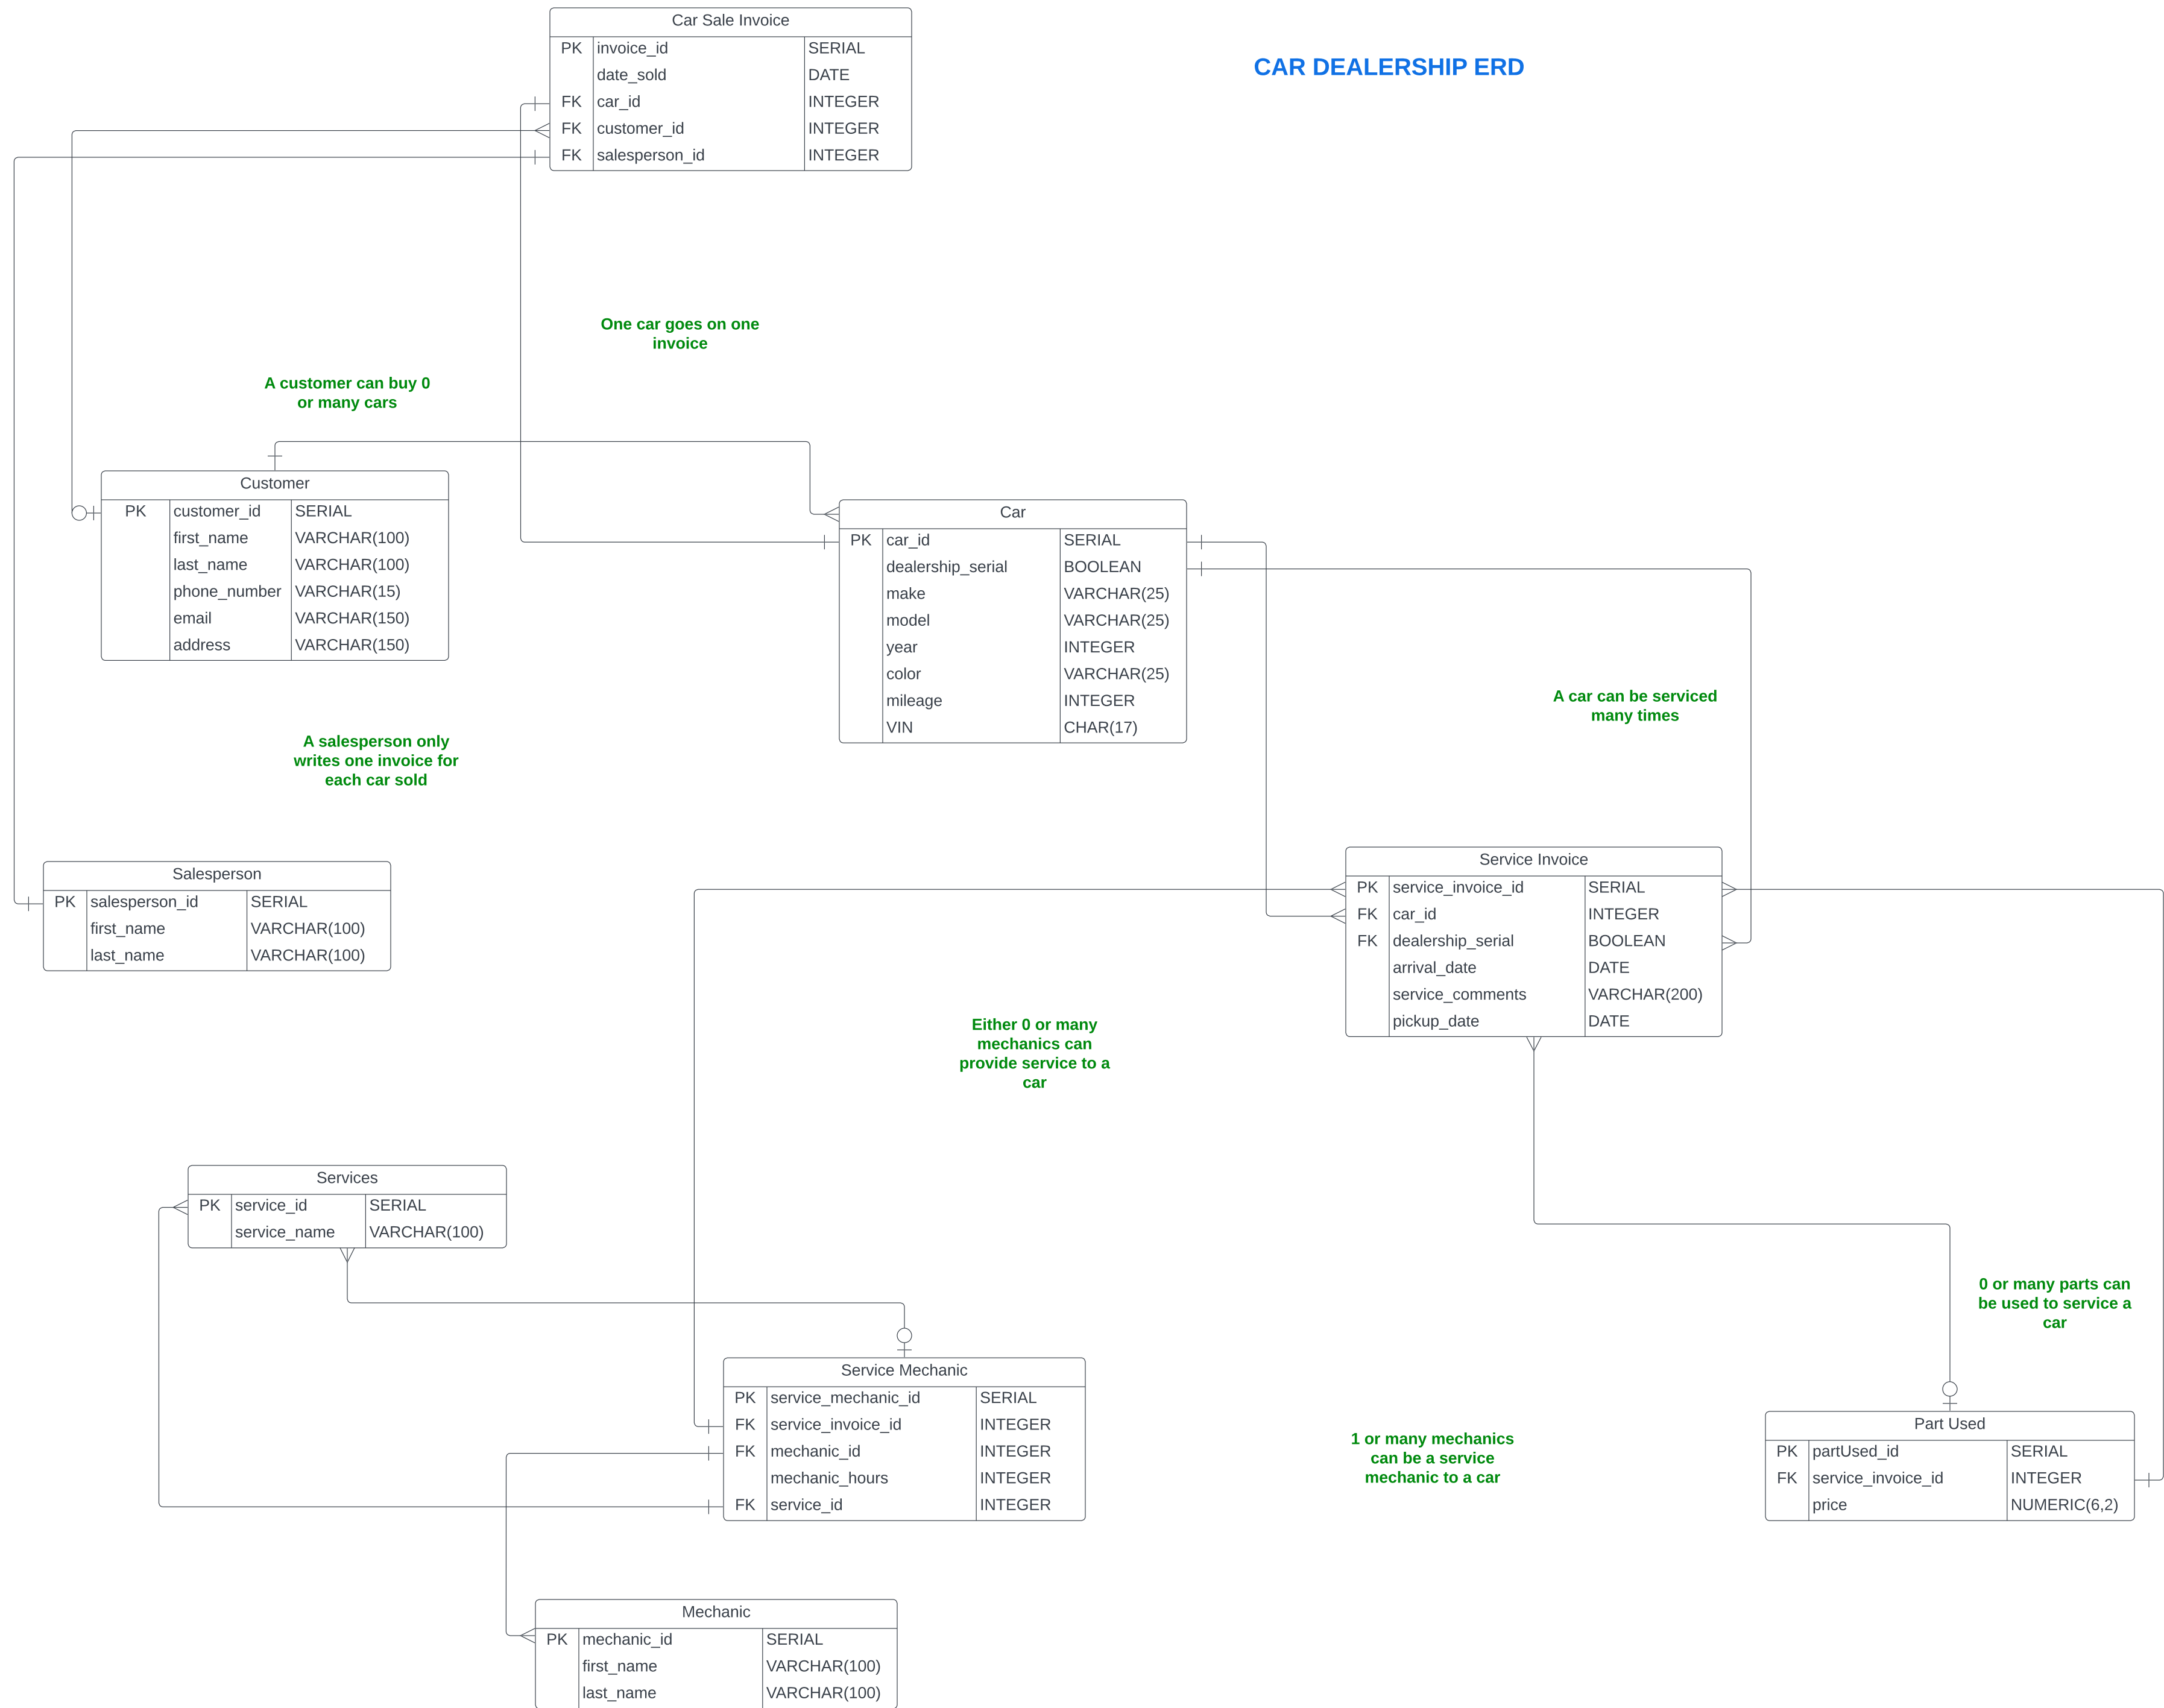 Car Sale Invoice
PK invoice_id SERIAL
date_sold DATE
FK car_id INTEGER
FK customer_id INTEGER
FK salesperson_id INTEGER
CAR DEALERSHIP ERD
One car goes on one
invoice
A customer can buy 0
or many cars
Customer
PK customer_id SERIAL
first_name VARCHAR(100)
last_name VARCHAR(100)
phone_number VARCHAR(15)
email VARCHAR(150)
address VARCHAR(150)
Car
PK car_id SERIAL
dealership_serial BOOLEAN
make VARCHAR(25)
model VARCHAR(25)
year INTEGER
color VARCHAR(25)
mileage INTEGER
VIN CHAR(17)
A car can be serviced
many times
A salesperson only
writes one invoice for
each car sold
Salesperson
PK salesperson_id SERIAL
first_name VARCHAR(100)
last_name VARCHAR(100)
Service Invoice
PK service_invoice_id SERIAL
FK car_id INTEGER
FK dealership_serial BOOLEAN
arrival_date DATE
service_comments VARCHAR(200)
pickup_date DATE
Either 0 or many
mechanics can
provide service to a
car
Services
PK service_id SERIAL
service_name VARCHAR(100)
0 or many parts can
be used to service a
car
Service Mechanic
PK service_mechanic_id SERIAL
FK service_invoice_id INTEGER
FK mechanic_id INTEGER
mechanic_hours INTEGER
FK service_id INTEGER
1 or many mechanics
can be a service
mechanic to a car
Part Used
PK partUsed_id SERIAL
FK service_invoice_id INTEGER
price NUMERIC(6,2)
Mechanic
PK mechanic_id SERIAL
first_name VARCHAR(100)
last_name VARCHAR(100)